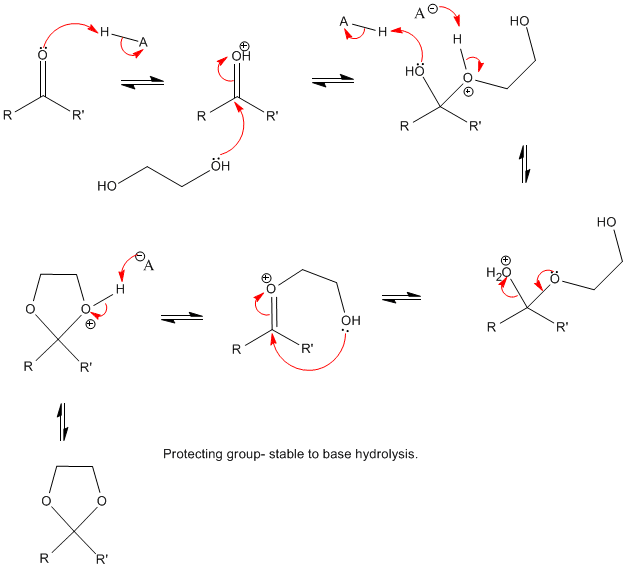 O H A
R R'
⊕
OH
R R'
HO OH
A H
A ⊖
H
HO
HO O
⊕
R R'
HO
⊕
H2O O
R R'
⊕
O
OH
R R'
⊖
A
H
O O
⊕
R R'
Protecting group- stable to base hydrolysis.
O O
R R'